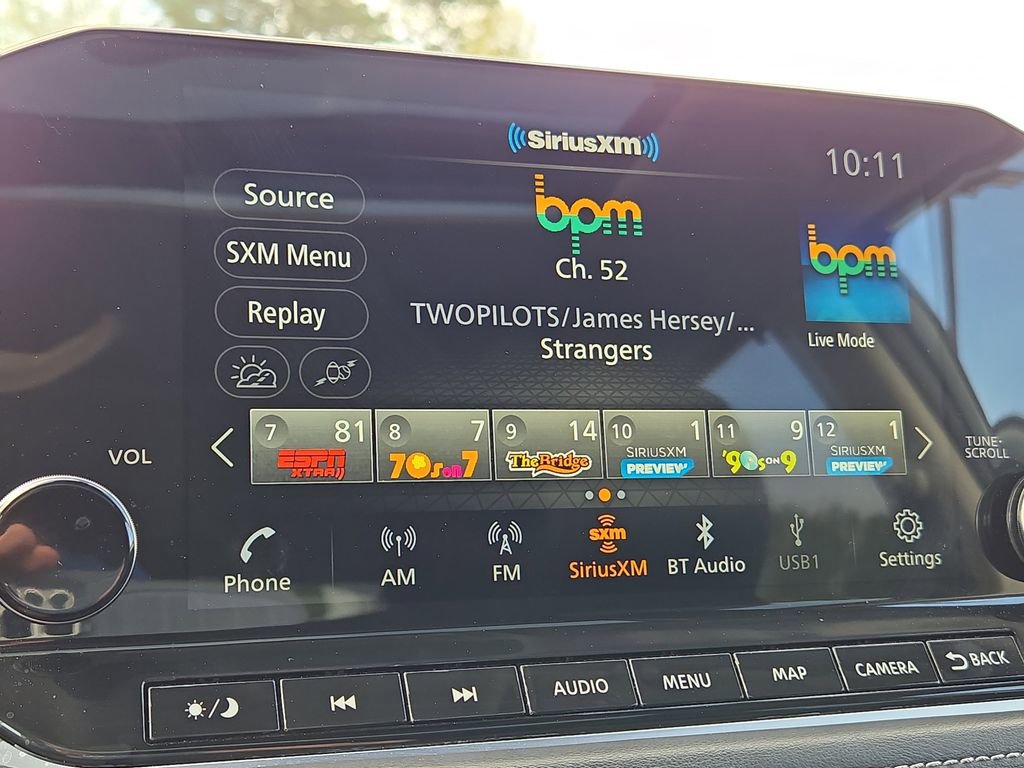 SiriusXM
10:11
Source
bpm
bpm
SXM Menu
Ch. 52
Replay
TWOPILOTS/James Hersey/...
Strangers
Live Mode
7 81
ESPN XTRA
8 7
70s on 7
9 14
The Bridge
10 1
SIRIUSXM
PREVIEW
11 9
'90s ON 9
12 1
SIRIUSXM
PREVIEW
VOL
TUNE·
SCROLL
Phone
AM
FM
sxm
SiriusXM
BT Audio
USB1
Settings
AUDIO
MENU
MAP
CAMERA
BACK